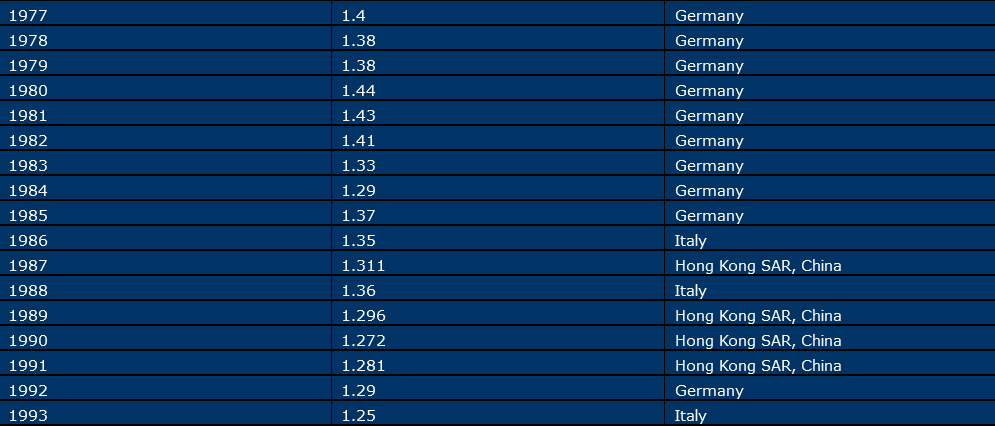 1977 1.4 Germany
1978 1.38 Germany
1979 1.38 Germany
1980 1.44 Germany
1981 1.43 Germany
1982 1.41 Germany
1983 1.33 Germany
1984 1.29 Germany
1985 1.37 Germany
1986 1.35 Italy
1987 1.311 Hong Kong SAR, China
1988 1.36 Italy
1989 1.296 Hong Kong SAR, China
1990 1.272 Hong Kong SAR, China
1991 1.281 Hong Kong SAR, China
1992 1.29 Germany
1993 1.25 Italy